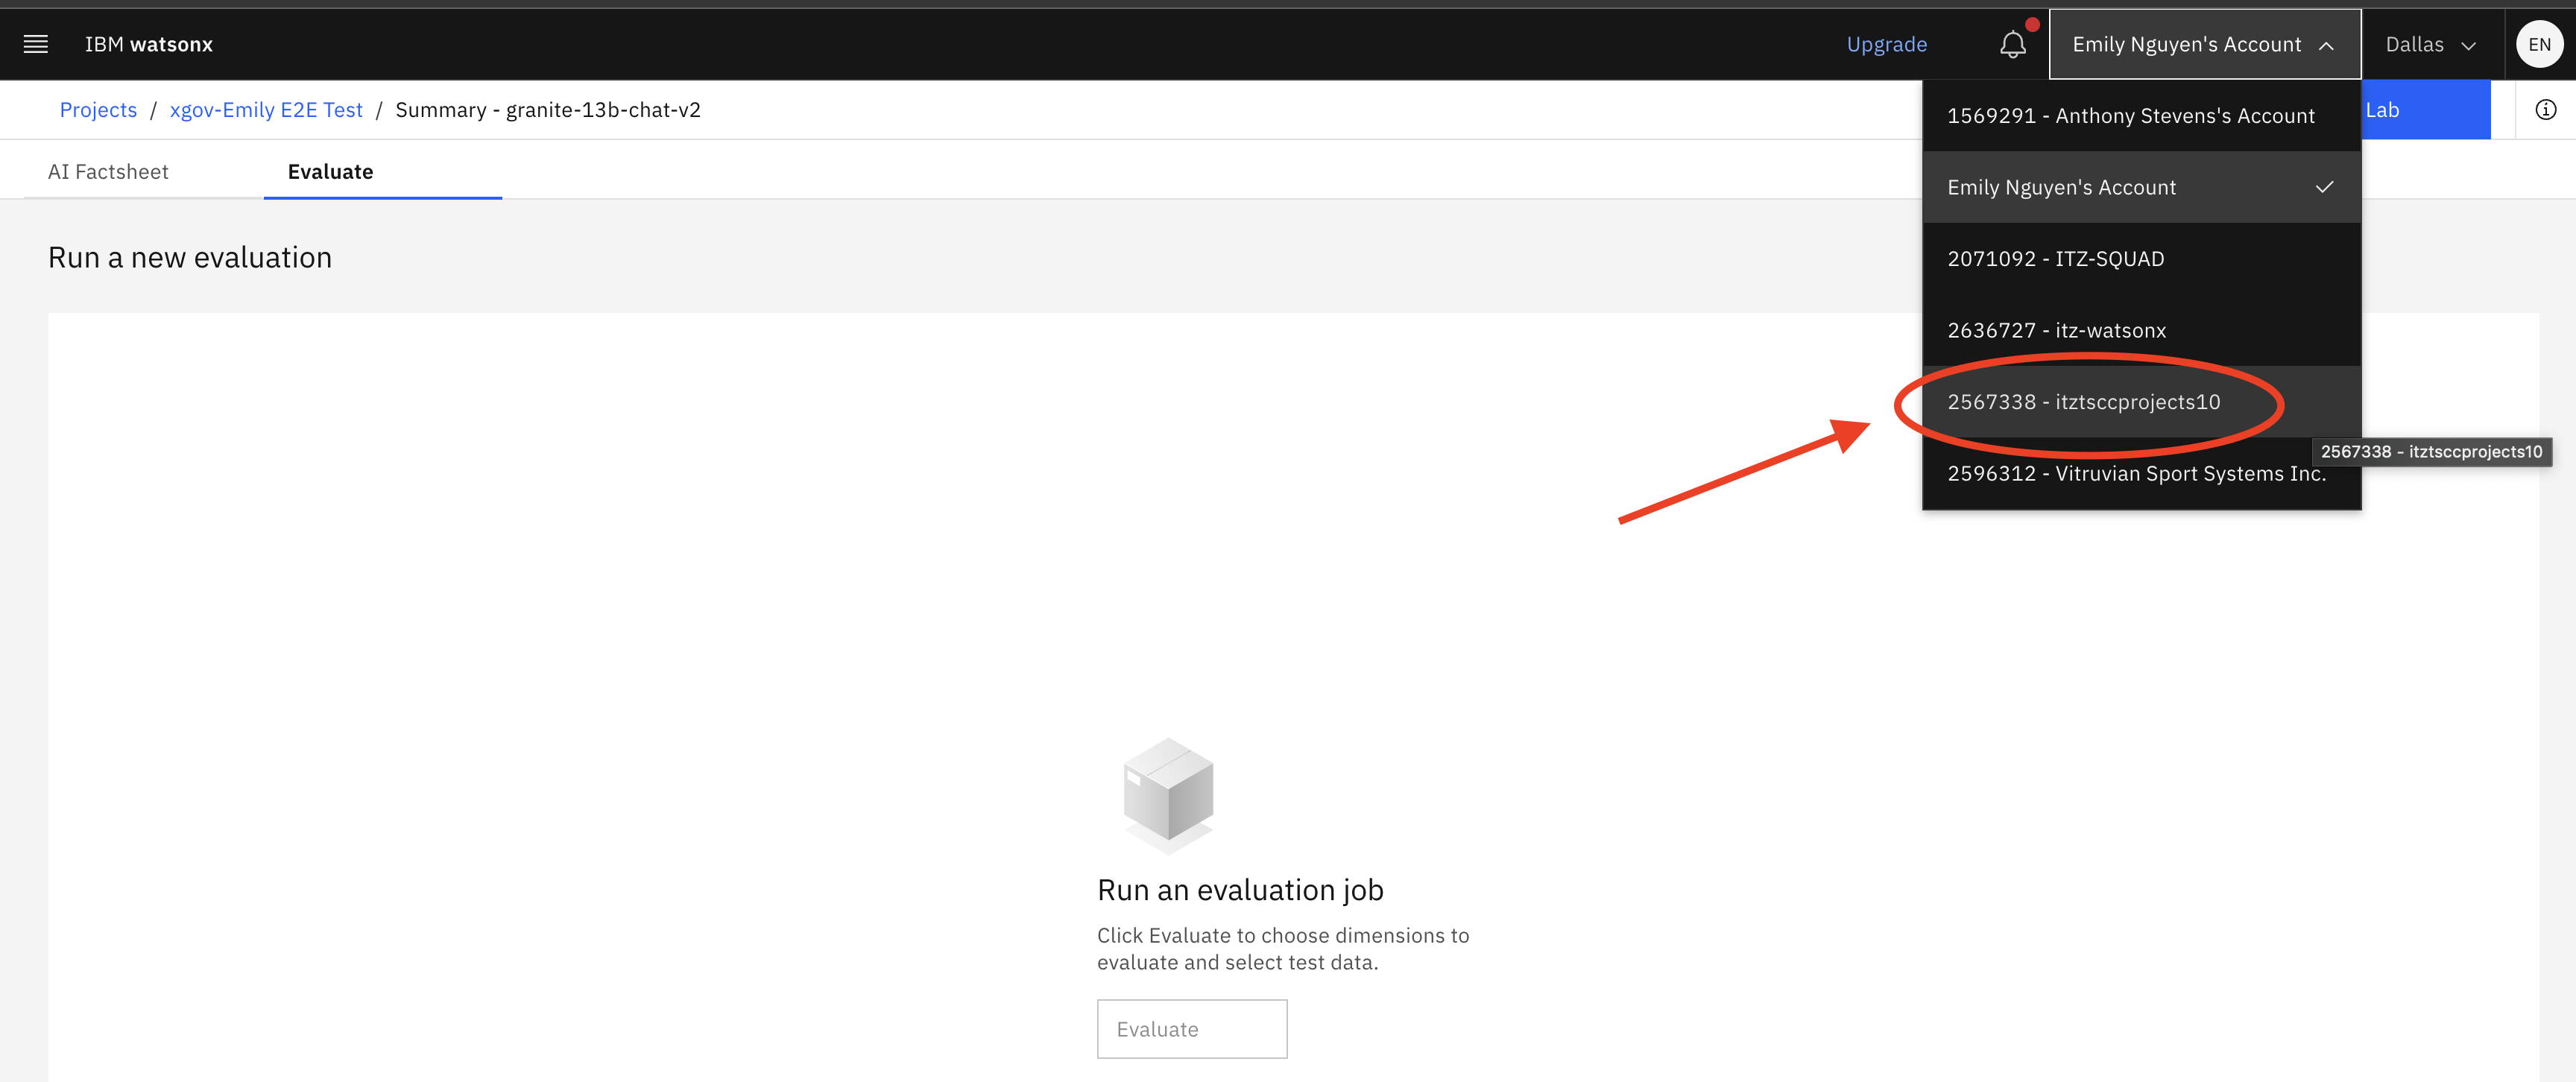 IBM watsonx
Upgrade
Emily Nguyen's Account
Dallas
EN
Projects / xgov-Emily E2E Test / Summary - granite-13b-chat-v2
Lab
AI Factsheet
Evaluate
1569291 - Anthony Stevens's Account
Emily Nguyen's Account
2071092 - ITZ-SQUAD
2636727 - itz-watsonx
2567338 - itztsccprojects10
2567338 - itztsccprojects10
2596312 - Vitruvian Sport Systems Inc.
Run a new evaluation
Run an evaluation job
Click Evaluate to choose dimensions to
evaluate and select test data.
Evaluate